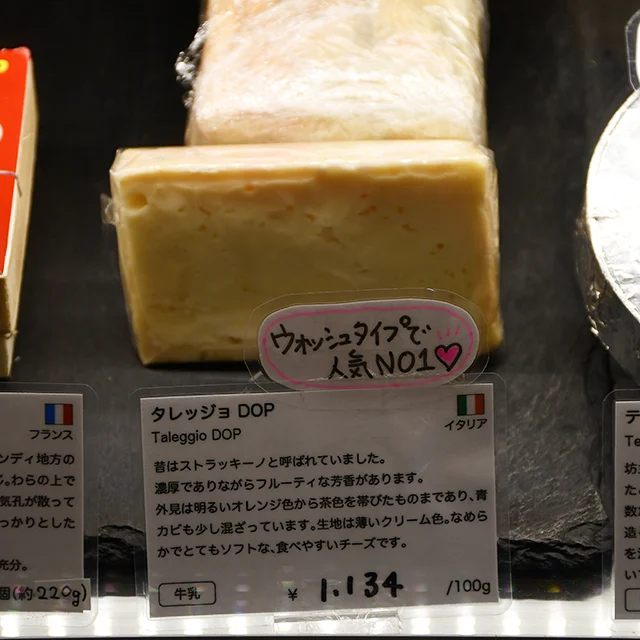 ウォッシュタイプで
人気NO1♥
タレッジョ DOP
Taleggio DOP
イタリア
昔はストラッキーノと呼ばれていました。
濃厚でありながらフルーティな芳香があります。
外見は明るいオレンジ色から茶色を帯びたものまであり、青
カビも少し混ざっています。生地は薄いクリーム色。なめら
かでとてもソフトな、食べやすいチーズです。
牛乳
¥ 1.134 /100g
フランス
ンディ地方の
わらの上で
気孔が散って
っかりとした
充分。
個(約220g)
テ
Te
坊
た
数
造
を
い